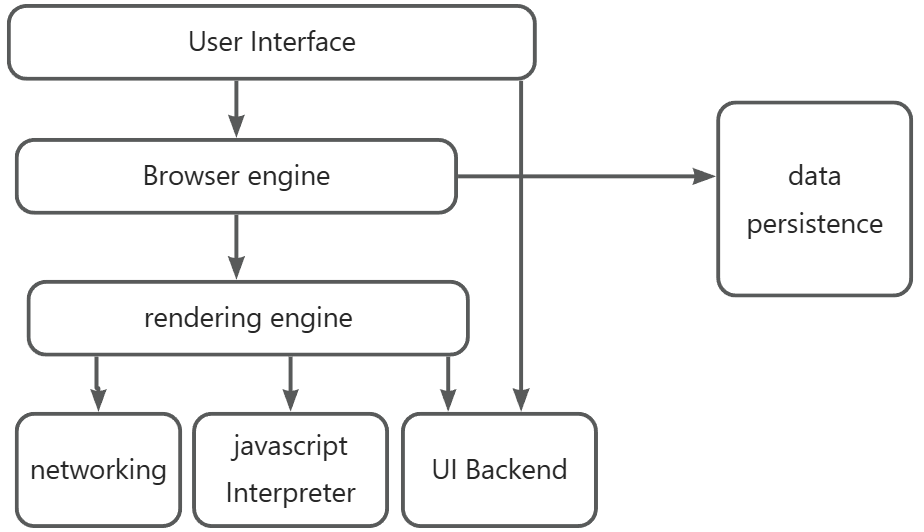 User Interface
Browser engine
data
persistence
rendering engine
networking
javascript
Interpreter
UI Backend